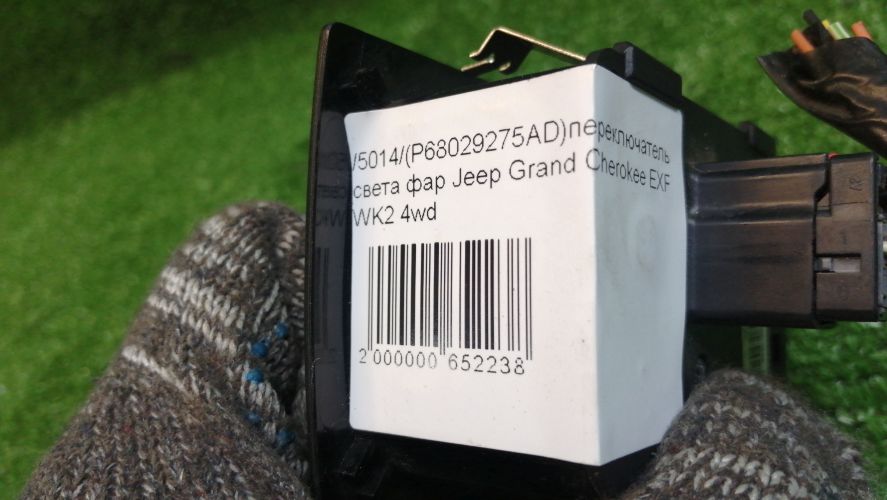 /5014/(P68029275AD)переключатель
света фар Jeep Grand Cherokee EXF
WK2 4wd
2 000000 652238